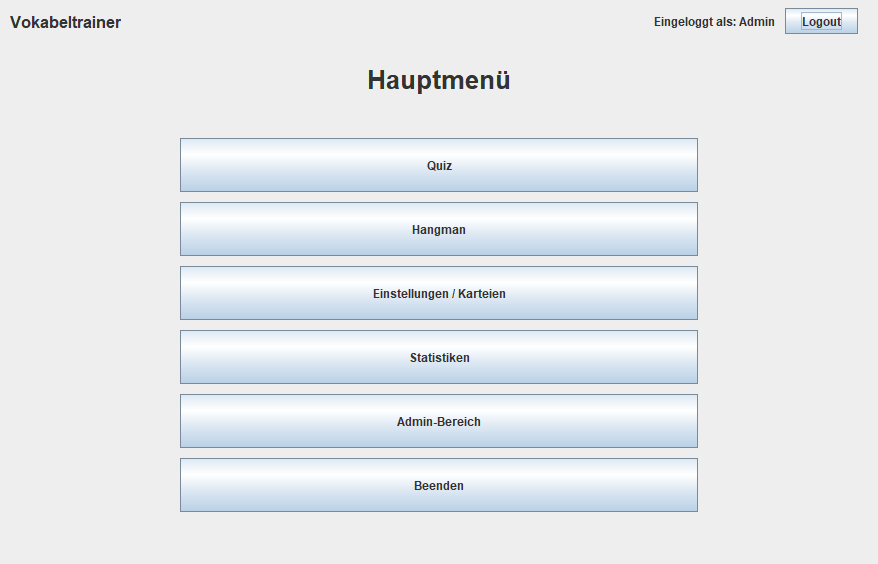 Vokabeltrainer
Eingeloggt als: Admin
Logout
Hauptmenü
Quiz
Hangman
Einstellungen / Karteien
Statistiken
Admin-Bereich
Beenden